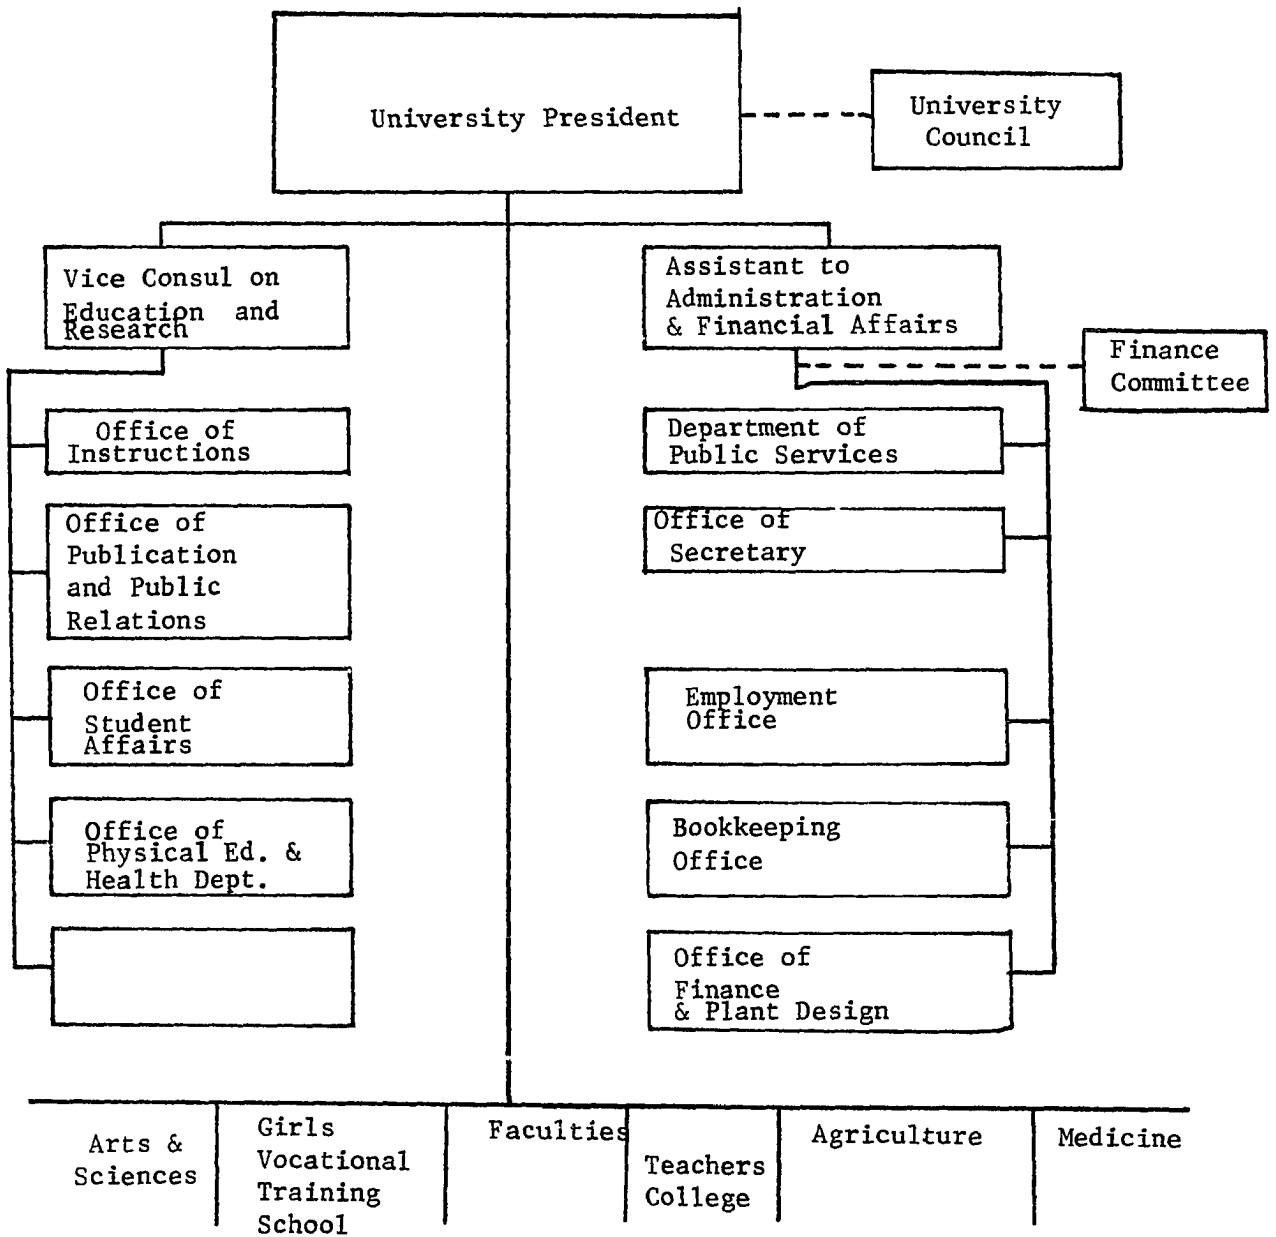 University President
University
Council
Vice Consul on
Education and
Research
Assistant to
Administration
& Financial Affairs
Finance
Committee
Office of
Instructions
Department of
Public Services
Office of
Publication
and Public
Relations
Office of
Secretary
Office of
Student
Affairs
Employment
Office
Office of
Physical Ed. &
Health Dept.
Bookkeeping
Office
Office of
Finance
& Plant Design
Arts &
Sciences
Girls
Vocational
Training
School
Faculties
Teachers
College
Agriculture
Medicine